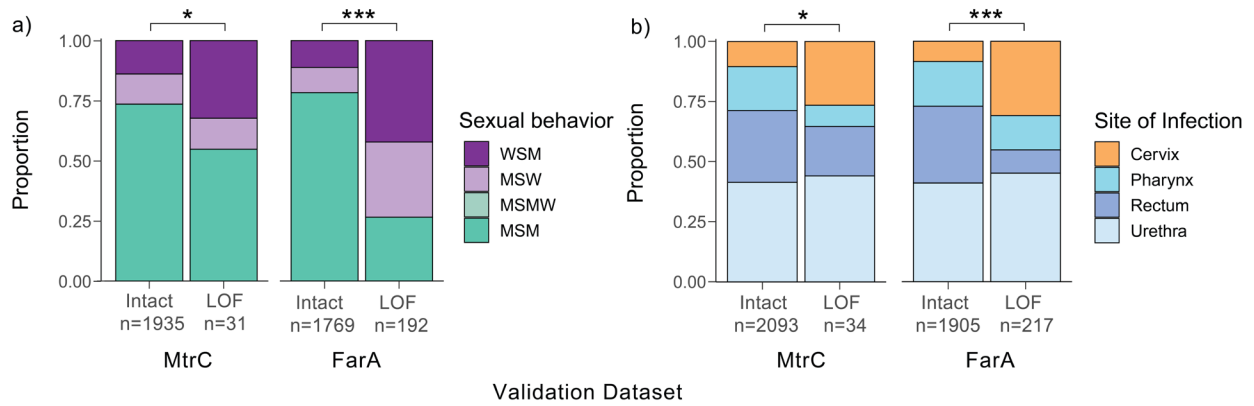 a)
*
***
1.00
0.75
0.50
0.25
0.00
Proportion
Intact
n=1935
LOF
n=31
Intact
n=1769
LOF
n=192
MtrC
FarA
Sexual behavior
WSM
MSW
MSMW
MSM
b)
*
***
1.00
0.75
0.50
0.25
0.00
Proportion
Intact
n=2093
LOF
n=34
Intact
n=1905
LOF
n=217
MtrC
FarA
Site of Infection
Cervix
Pharynx
Rectum
Urethra
Validation Dataset